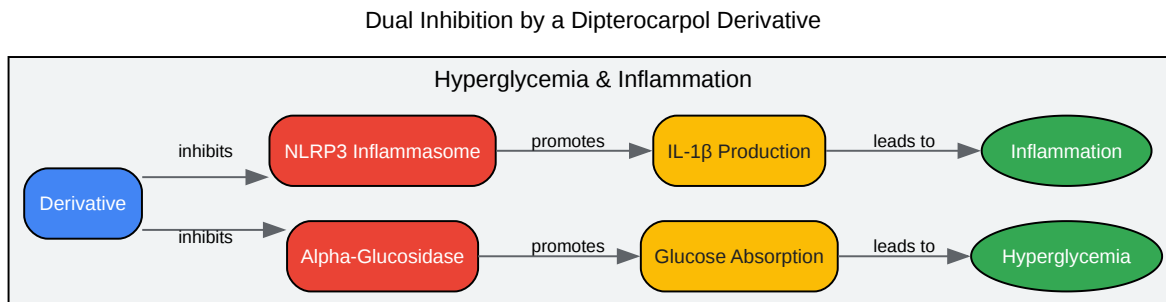 Dual Inhibition by a Dipterocarpol Derivative
Hyperglycemia & Inflammation
inhibits
NLRP3 Inflammasome
promotes
IL-1β Production
leads to
Inflammation
Derivative
inhibits
Alpha-Glucosidase
promotes
Glucose Absorption
leads to
Hyperglycemia